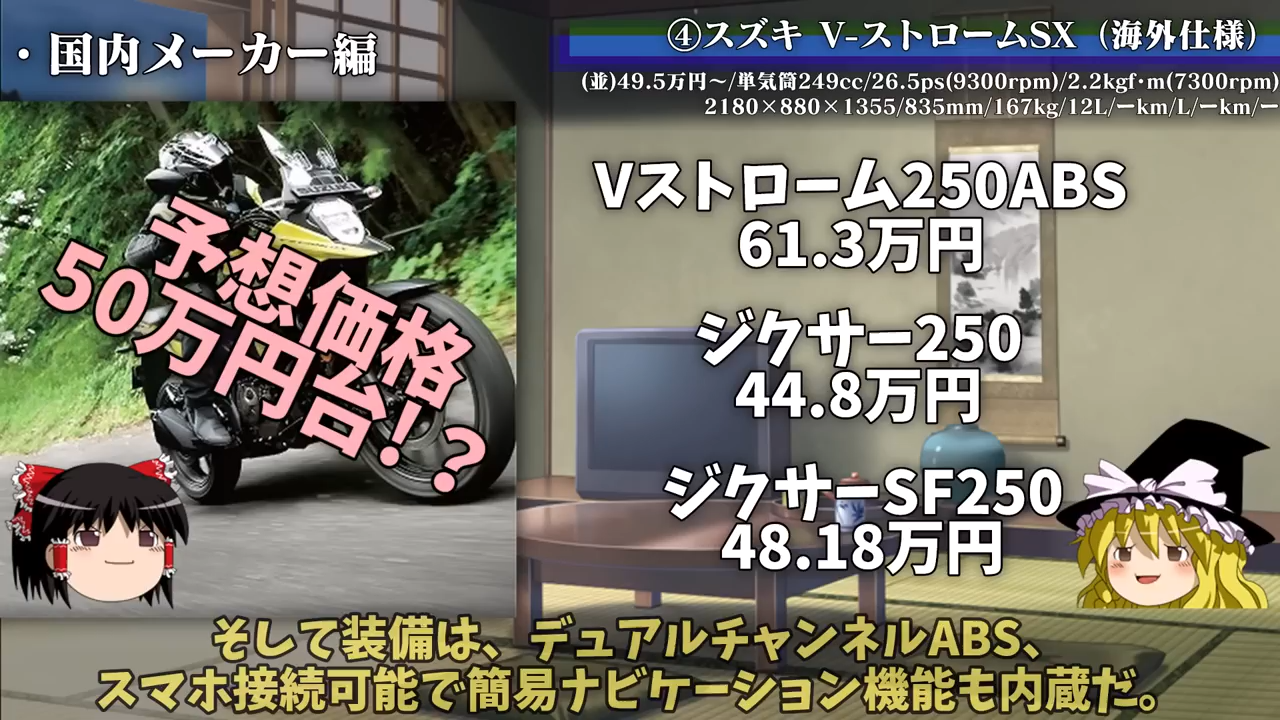 ・国内メーカー編
④スズキ V-ストロームSX（海外仕様）
(並)49.5万円～/単気筒249cc/26.5ps(9300rpm)/2.2kgf･m(7300rpm)
2180×880×1355/835mm/167kg/12L/ーkm/L/ーkm/ー
Vストローム250ABS
61.3万円
ジクサー250
44.8万円
ジクサーSF250
48.18万円
予想価格
50万円台!？
そして装備は、デュアルチャンネルABS、
スマホ接続可能で簡易ナビゲーション機能も内蔵だ。